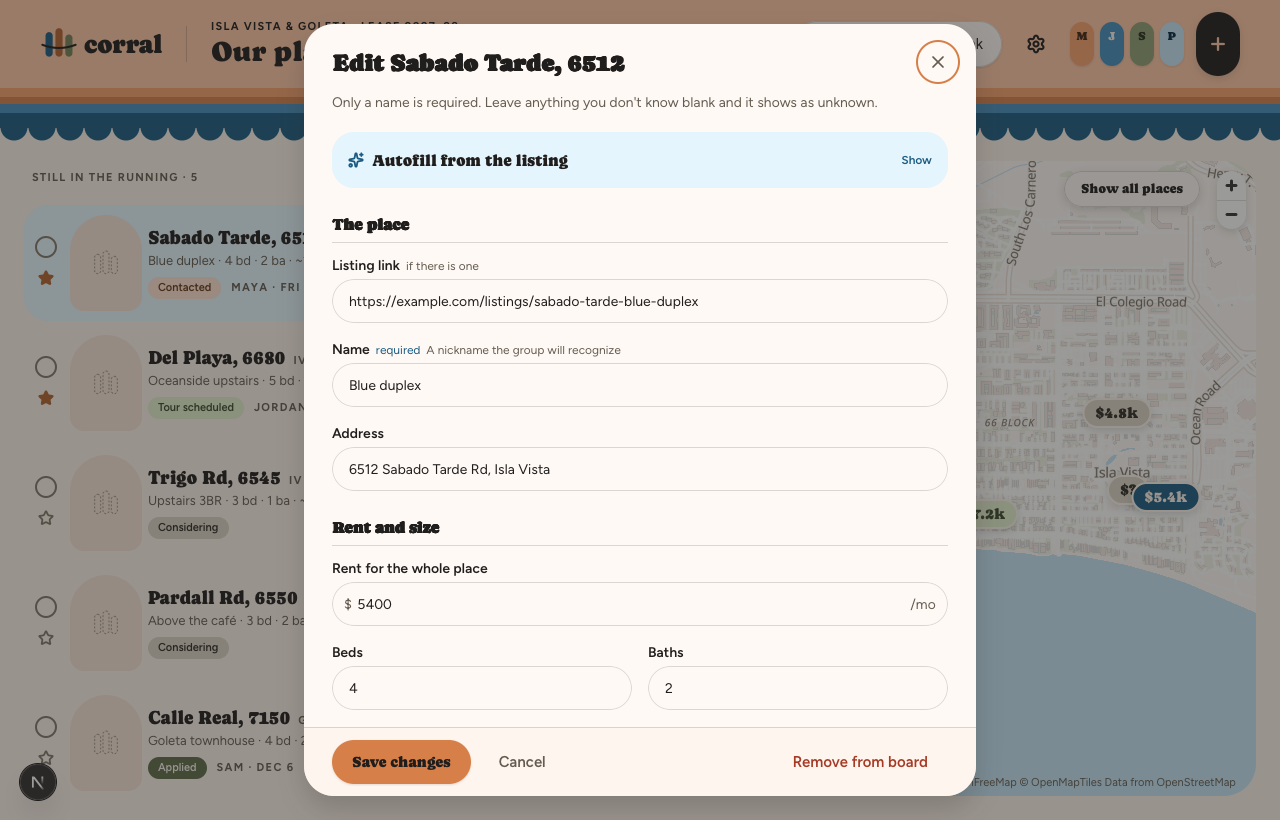 corral
ISLA VISTA & GOLETA
Our pl
M J S P
STILL IN THE RUNNING · 5
Sabado Tarde, 651
Blue duplex · 4 bd · 2 ba · ~
Contacted MAYA · FRI
Del Playa, 6680 IV
Oceanside upstairs · 5 bd ·
Tour scheduled JORDAN
Trigo Rd, 6545 IV
Upstairs 3BR · 3 bd · 1 ba ·
Considering
Pardall Rd, 6550
Above the café · 3 bd · 2 ba
Considering
Calle Real, 7150 G
Goleta townhouse · 4 bd · 2
Applied SAM · DEC 6
N
Edit Sabado Tarde, 6512
Only a name is required. Leave anything you don't know blank and it shows as unknown.
Autofill from the listing Show
The place
Listing link if there is one
https://example.com/listings/sabado-tarde-blue-duplex
Name required A nickname the group will recognize
Blue duplex
Address
6512 Sabado Tarde Rd, Isla Vista
Rent and size
Rent for the whole place
$ 5400 /mo
Beds Baths
4 2
Save changes Cancel Remove from board
South Los Carnero
Show all places
+
−
El Colegio Road
$4.8k
66 BLOCK
Ocean Road
Isla Vista
$?
$5.4k
7.2k
FreeMap © OpenMapTiles Data from OpenStreetMap